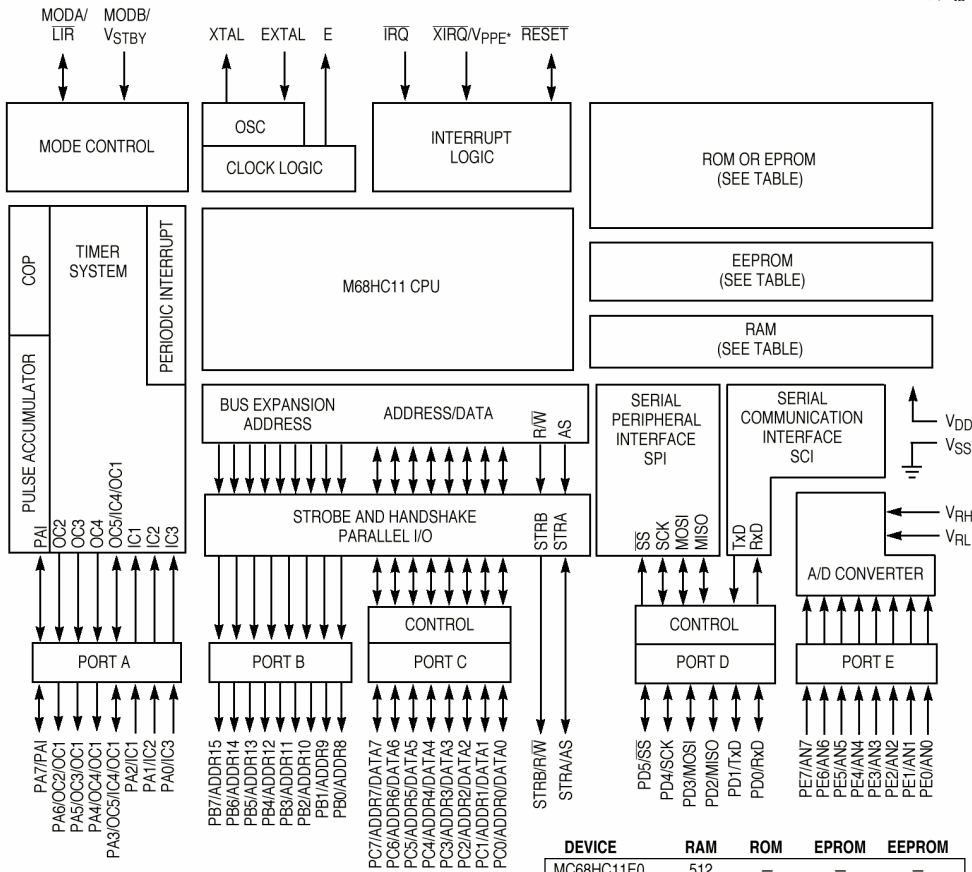 MODA/
LIR
MODB/
VSTBY
XTAL
EXTAL
E
IRQ
XIRQ/VPPE*
RESET
MODE CONTROL
OSC
CLOCK LOGIC
INTERRUPT
LOGIC
ROM OR EPROM
(SEE TABLE)
COP
TIMER
SYSTEM
PERIODIC INTERRUPT
M68HC11 CPU
EEPROM
(SEE TABLE)
RAM
(SEE TABLE)
PULSE ACCUMULATOR
BUS EXPANSION
ADDRESS
ADDRESS/DATA
R/W
AS
SERIAL
PERIPHERAL
INTERFACE
SPI
SERIAL
COMMUNICATION
INTERFACE
SCI
VDD
VSS
PAI
OC2
OC3
OC4
OC5/IC4/OC1
IC1
IC2
IC3
STROBE AND HANDSHAKE
PARALLEL I/O
STRB
STRA
SS
SCK
MOSI
MISO
TxD
RxD
VRH
VRL
A/D CONVERTER
CONTROL
CONTROL
PORT A
PORT B
PORT C
PORT D
PORT E
PA7/PAI
PA6/OC2/OC1
PA5/OC3/OC1
PA4/OC4/OC1
PA3/OC5/IC4/OC1
PA2/IC1
PA1/IC2
PA0/IC3
PB7/ADDR15
PB6/ADDR14
PB5/ADDR13
PB4/ADDR12
PB3/ADDR11
PB2/ADDR10
PB1/ADDR9
PB0/ADDR8
PC7/ADDR7/DATA7
PC6/ADDR6/DATA6
PC5/ADDR5/DATA5
PC4/ADDR4/DATA4
PC3/ADDR3/DATA3
PC2/ADDR2/DATA2
PC1/ADDR1/DATA1
PC0/ADDR0/DATA0
STRB/R/W
STRA/AS
PD5/SS
PD4/SCK
PD3/MOSI
PD2/MISO
PD1/TxD
PD0/RxD
PE7/AN7
PE6/AN6
PE5/AN5
PE4/AN4
PE3/AN3
PE2/AN2
PE1/AN1
PE0/AN0
DEVICE RAM ROM EPROM EEPROM
MC68HC11E0 512 — — —